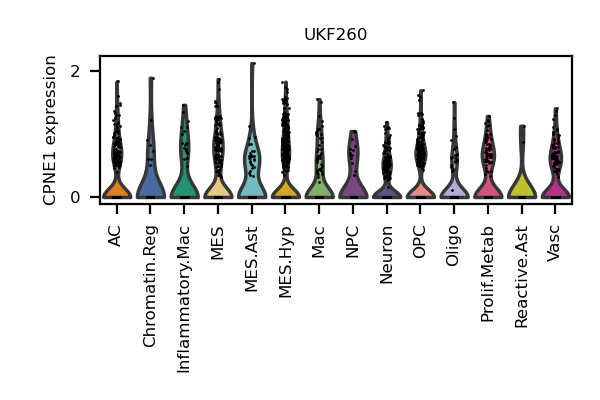 UKF260
CPNE1 expression
2
0
AC
Chromatin.Reg
Inflammatory.Mac
MES
MES.Ast
MES.Hyp
Mac
NPC
Neuron
OPC
Oligo
Prolif.Metab
Reactive.Ast
Vasc